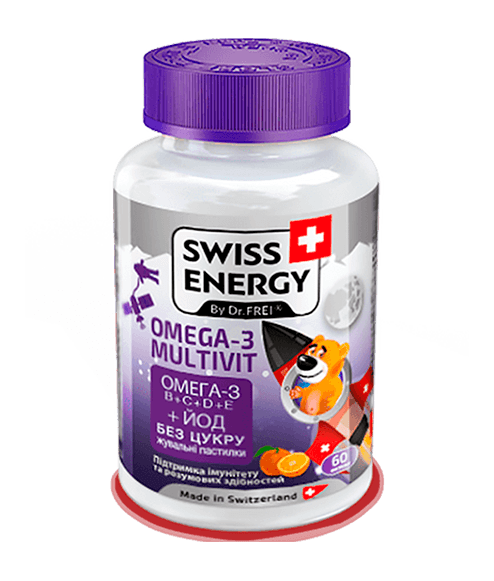 SWISS
ENERGY
By Dr. FREI®
OMEGA-3
MULTIVIT
ОМЕГА-3
B+C+D+E
+ ЙОД
БЕЗ ЦУКРУ
жувальні пастилки
60
Підтримка імунітету
та розумових здібностей
Made in Switzerland